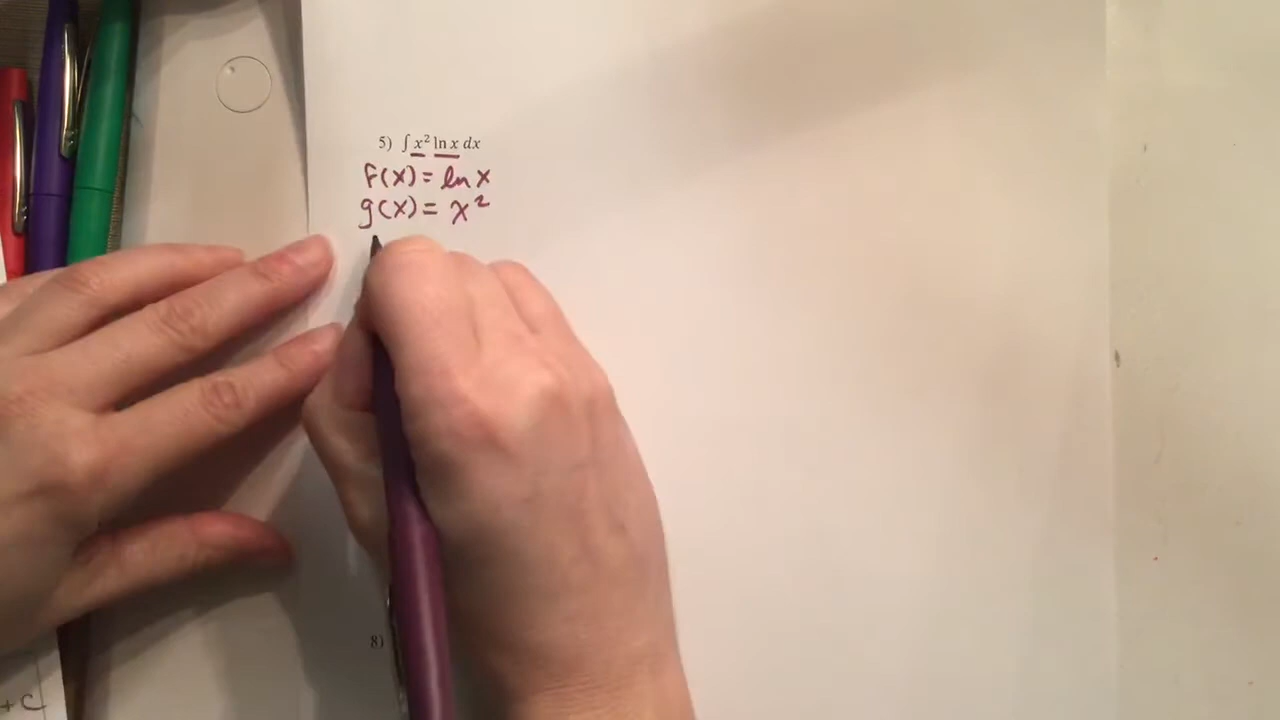 5) ∫ x² ln x dx
f(x) = ln x
g(x) = x²
8)
+ C